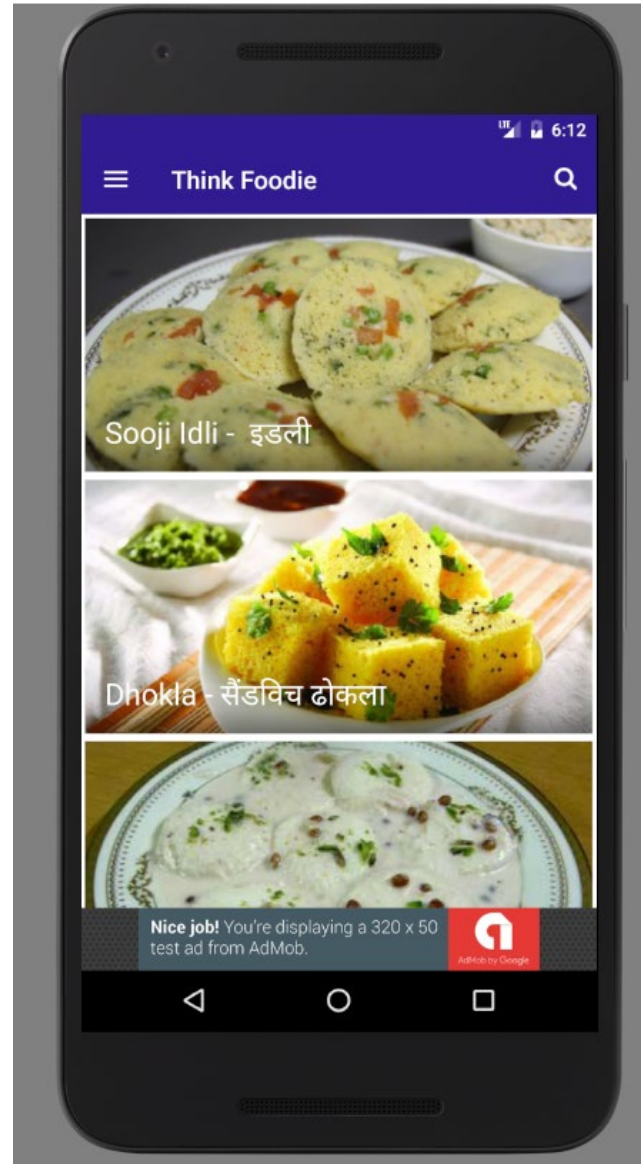 LTE 6:12
Think Foodie
Sooji Idli - इडली
Dhokla - सैंडविच ढोकला
Nice job! You're displaying a 320 x 50
test ad from AdMob.
AdMob by Google